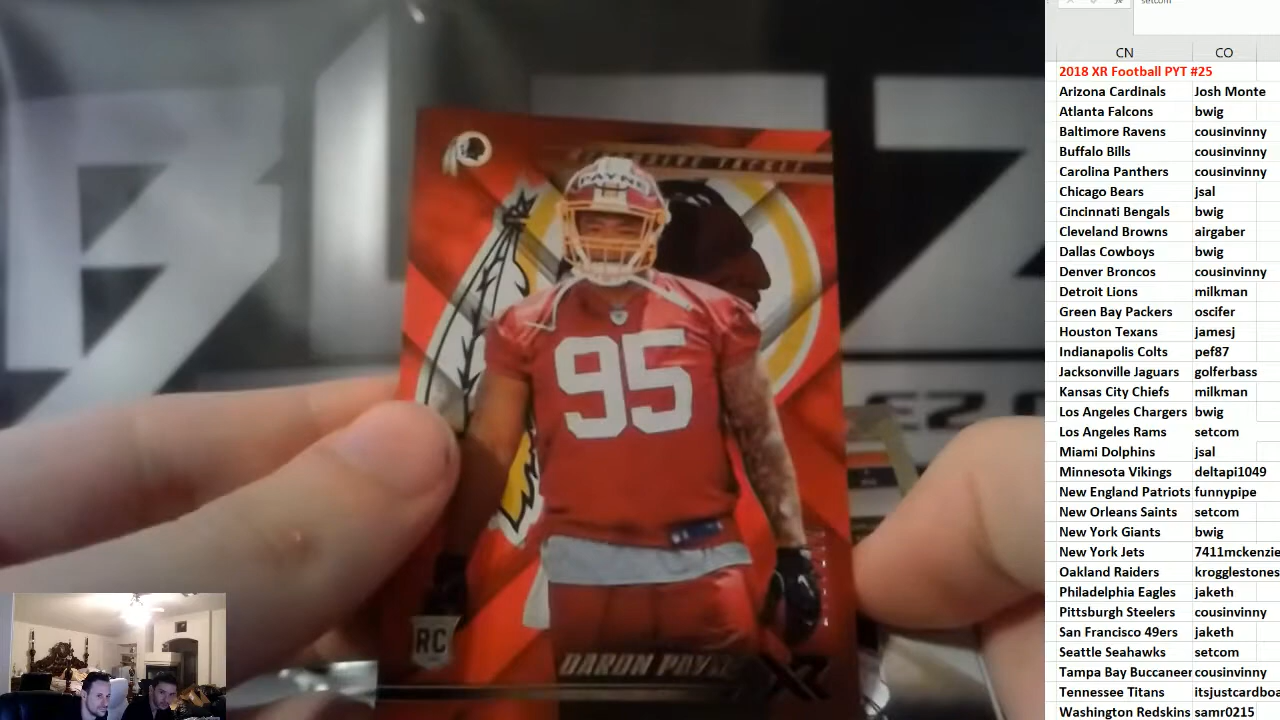 setcom
CN CO
2018 XR Football PYT #25
Arizona Cardinals Josh Monte
Atlanta Falcons bwig
Baltimore Ravens cousinvinny
Buffalo Bills cousinvinny
Carolina Panthers cousinvinny
Chicago Bears jsal
Cincinnati Bengals bwig
Cleveland Browns airgaber
Dallas Cowboys bwig
Denver Broncos cousinvinny
Detroit Lions milkman
Green Bay Packers oscifer
Houston Texans jamesj
Indianapolis Colts pef87
Jacksonville Jaguars golferbass
Kansas City Chiefs milkman
Los Angeles Chargers bwig
Los Angeles Rams setcom
Miami Dolphins jsal
Minnesota Vikings deltapi1049
New England Patriots funnypipe
New Orleans Saints setcom
New York Giants bwig
New York Jets 7411mckenzie
Oakland Raiders krogglestones
Philadelphia Eagles jaketh
Pittsburgh Steelers cousinvinny
San Francisco 49ers jaketh
Seattle Seahawks setcom
Tampa Bay Buccaneer cousinvinny
Tennessee Titans itsjustcardboa
Washington Redskins samr0215
DEFENSIVE TACKLE
PAYNE
95
RC
DARON PAYNE
XR